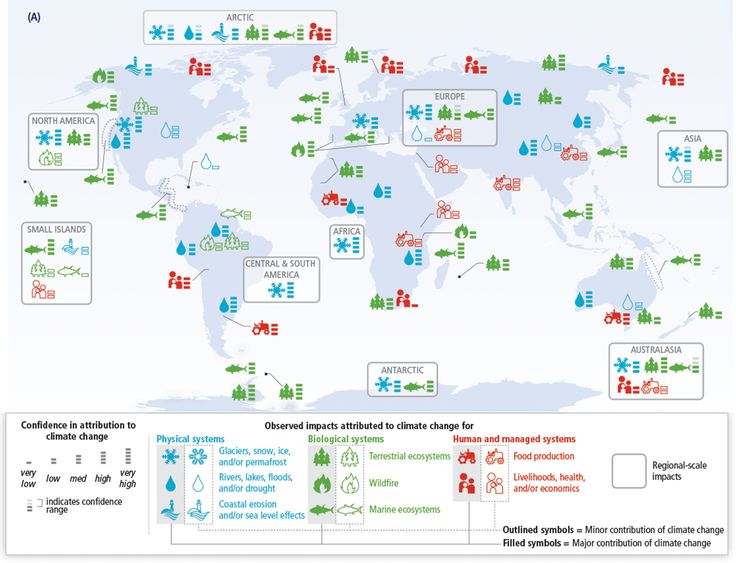 (A)
ARCTIC
NORTH AMERICA
EUROPE
ASIA
SMALL ISLANDS
AFRICA
CENTRAL & SOUTH
AMERICA
ANTARCTIC
AUSTRALASIA
Confidence in attribution to
climate change
very
low
low
med
high
very
high
indicates confidence
range
Observed impacts attributed to climate change for
Physical systems
Glaciers, snow, ice,
and/or permafrost
Rivers, lakes, floods,
and/or drought
Coastal erosion
and/or sea level effects
Biological systems
Terrestrial ecosystems
Wildfire
Marine ecosystems
Human and managed systems
Food production
Livelihoods, health,
and/or economics
Regional-scale
impacts
Outlined symbols = Minor contribution of climate change
Filled symbols = Major contribution of climate change